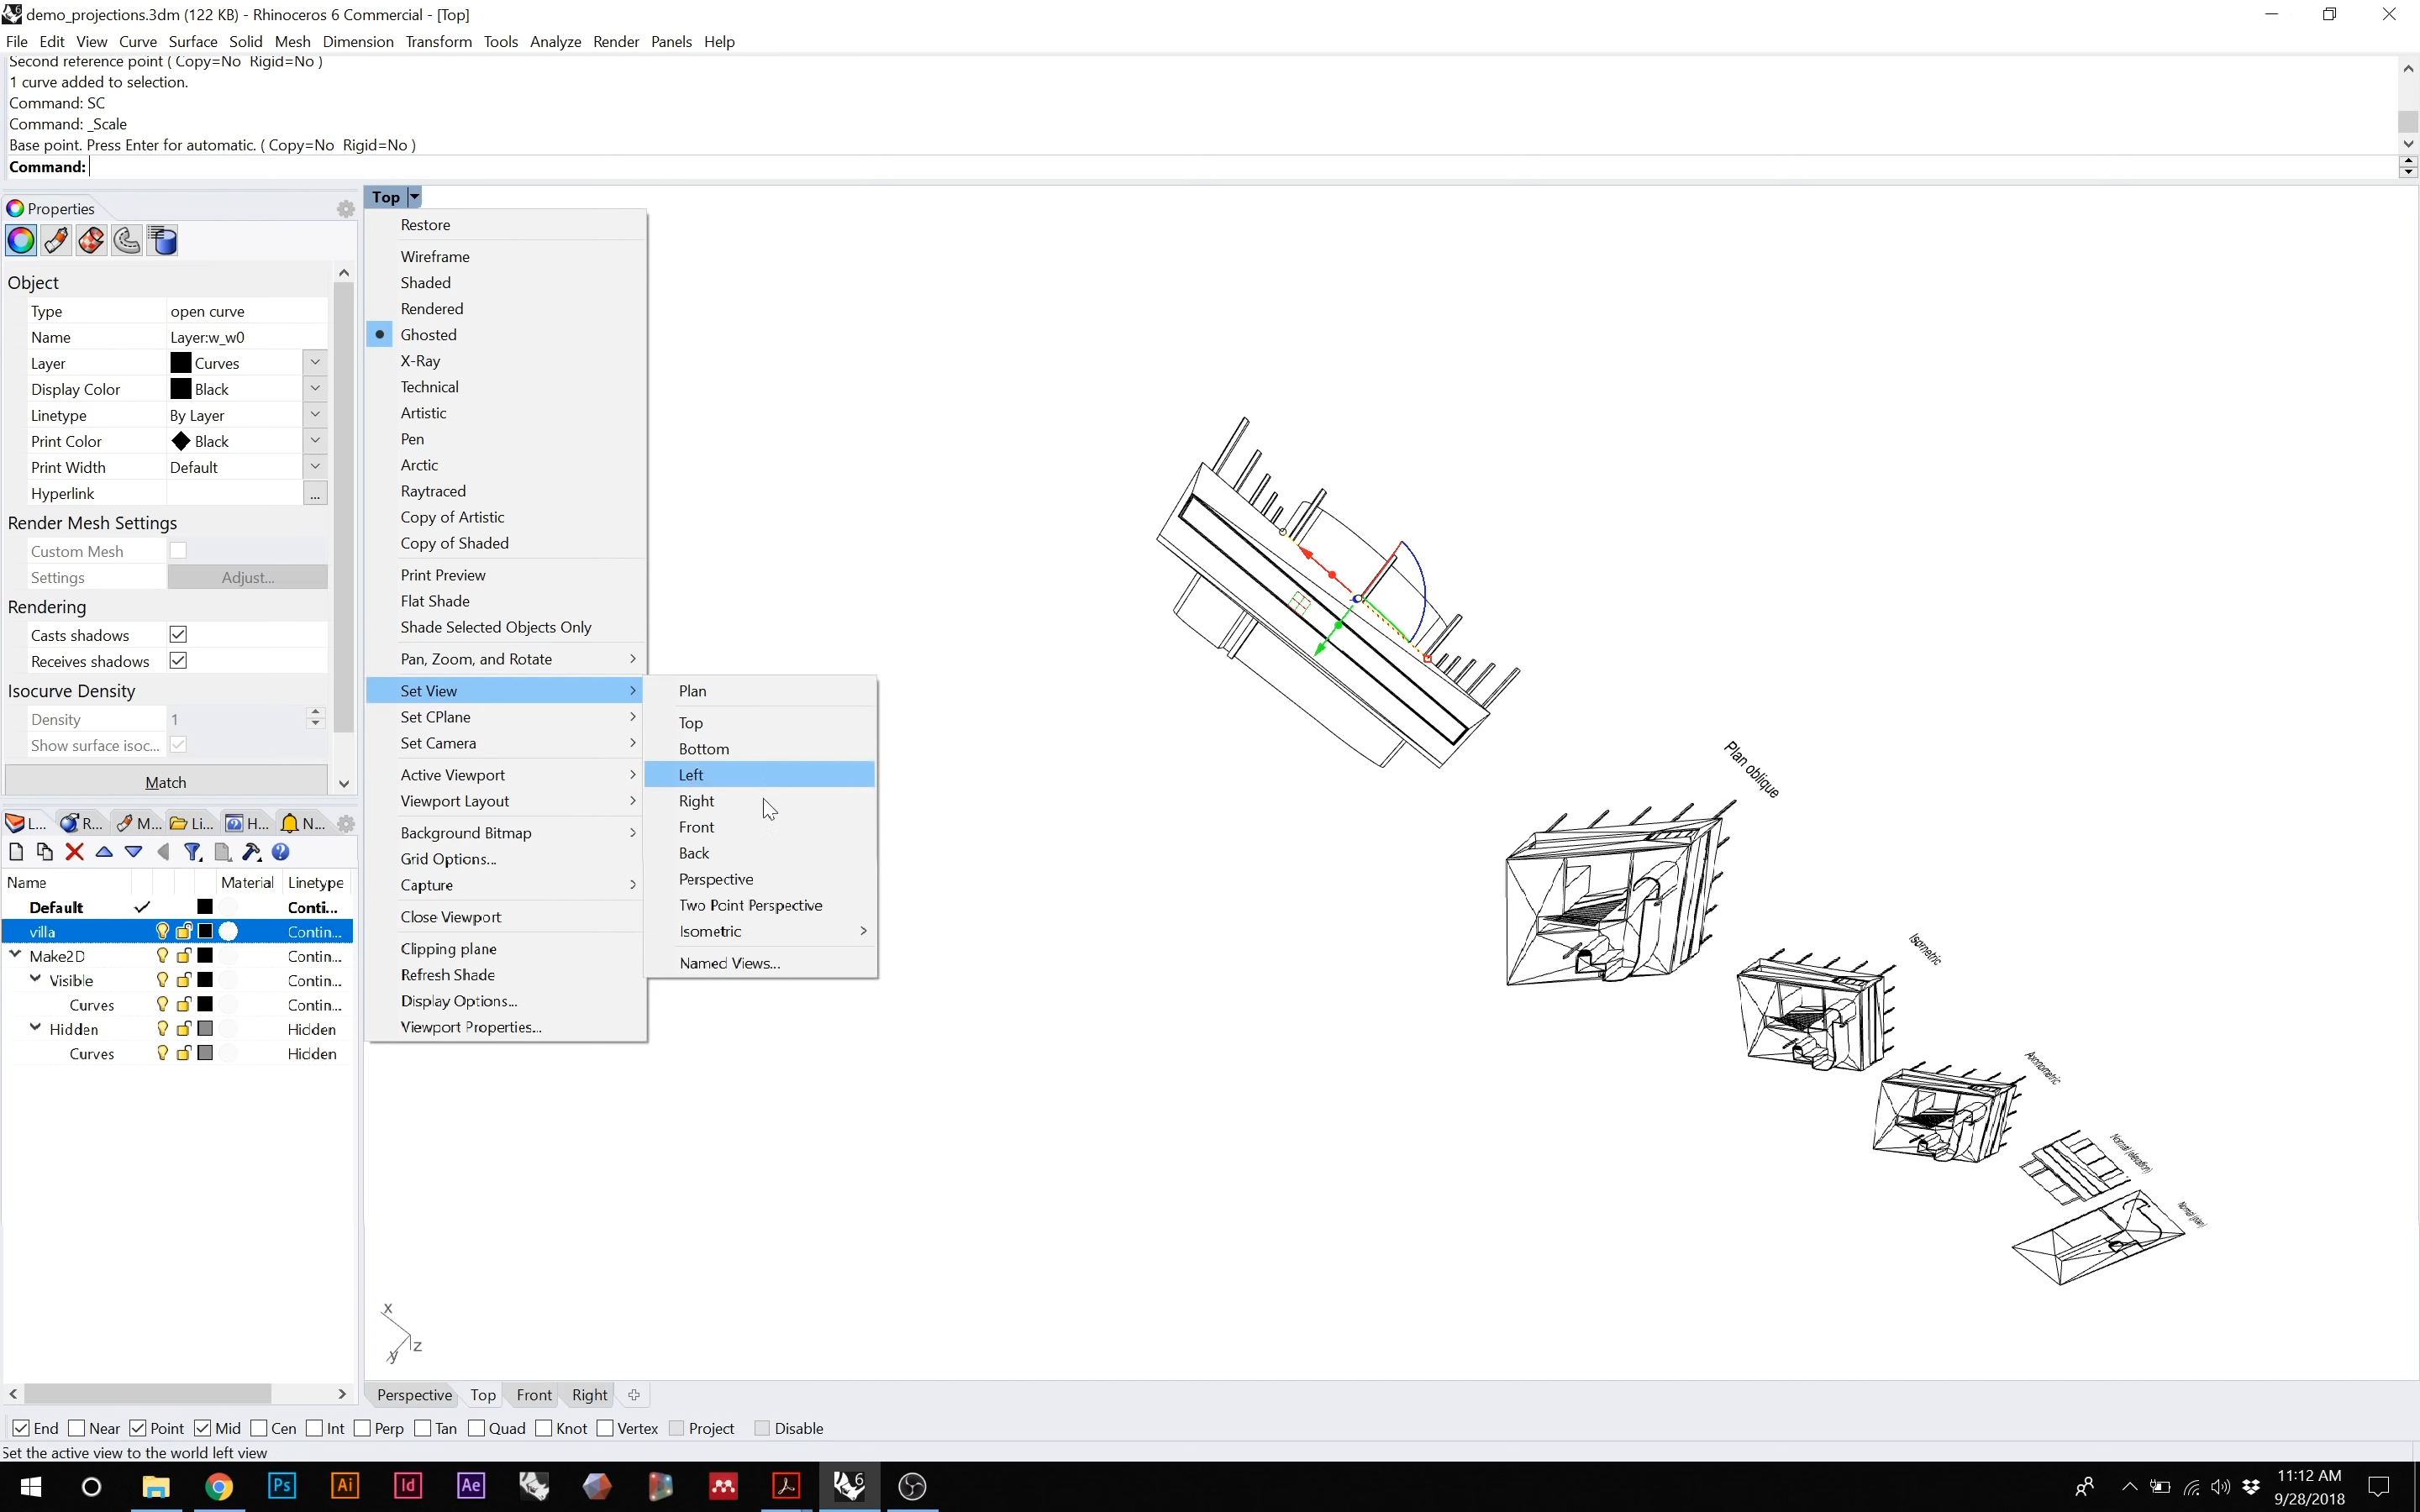 demo_projections.3dm (122 KB) - Rhinoceros 6 Commercial - [Top]
File Edit View Curve Surface Solid Mesh Dimension Transform Tools Analyze Render Panels Help
Second reference point ( Copy=No Rigid=No )
1 curve added to selection.
Command: SC
Command: _Scale
Base point. Press Enter for automatic. ( Copy=No Rigid=No )
Command:
Properties
Object
Type open curve
Name Layer:w_w0
Layer Curves
Display Color Black
Linetype By Layer
Print Color Black
Print Width Default
Hyperlink ...
Render Mesh Settings
Custom Mesh
Settings Adjust...
Rendering
Casts shadows
Receives shadows
Isocurve Density
Density 1
Show surface isoc...
Match
L... R... M... Li... H... N...
Name Material Linetype
Default Conti...
villa Contin...
Make2D Contin...
Visible Contin...
Curves Contin...
Hidden Hidden
Curves Hidden
Top
Restore
Wireframe
Shaded
Rendered
Ghosted
X-Ray
Technical
Artistic
Pen
Arctic
Raytraced
Copy of Artistic
Copy of Shaded
Print Preview
Flat Shade
Shade Selected Objects Only
Pan, Zoom, and Rotate
Set View
Set CPlane
Set Camera
Active Viewport
Viewport Layout
Background Bitmap
Grid Options...
Capture
Close Viewport
Clipping plane
Refresh Shade
Display Options...
Viewport Properties...
Plan
Top
Bottom
Left
Right
Front
Back
Perspective
Two Point Perspective
Isometric
Named Views...
Plan oblique
Isometric
Axonometric
Normal (elevation)
Normal (plan)
x
y
z
Perspective Top Front Right
End Near Point Mid Cen Int Perp Tan Quad Knot Vertex Project Disable
Set the active view to the world left view
Ps Ai Id Ae 6
11:12 AM
9/28/2018